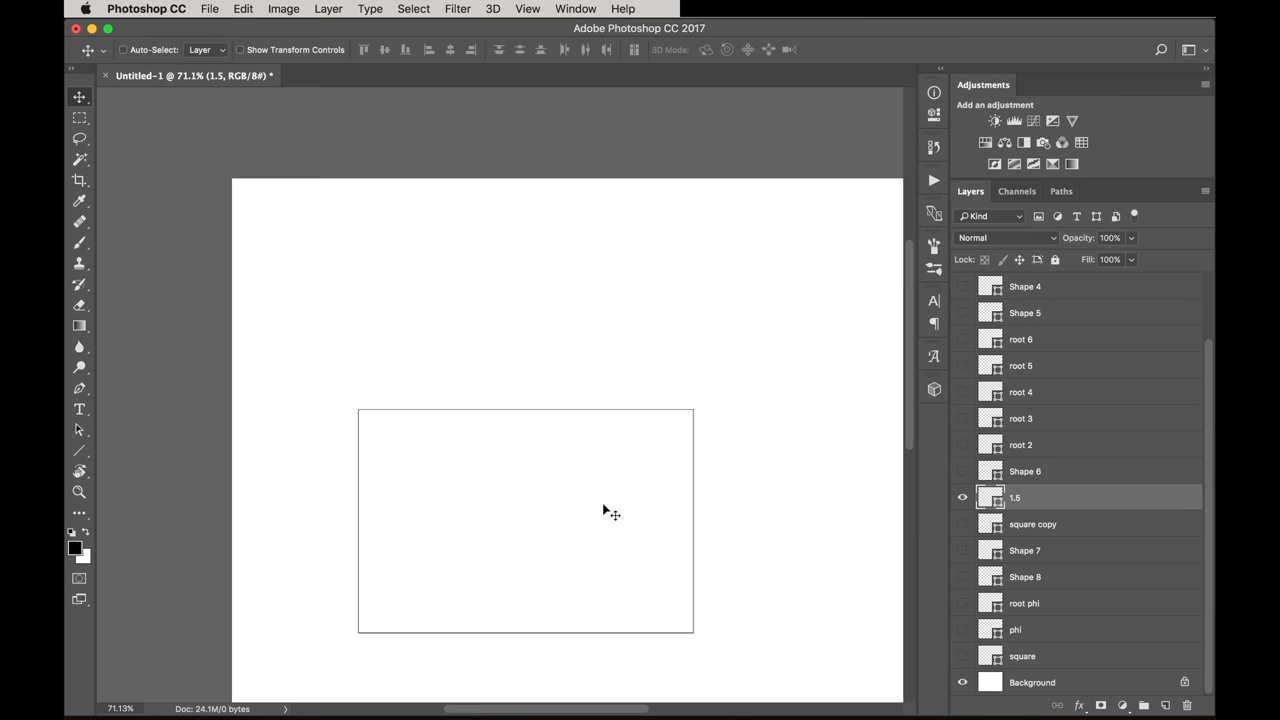 Photoshop CC File Edit Image Layer Type Select Filter 3D View Window Help
Adobe Photoshop CC 2017
Auto-Select: Layer Show Transform Controls 3D Mode:
Untitled-1 @ 71.1% (1.5, RGB/8#) *
Adjustments
Add an adjustment
Layers Channels Paths
Kind
Normal Opacity: 100%
Lock: Fill: 100%
Shape 4
Shape 5
root 6
root 5
root 4
root 3
root 2
Shape 6
1.5
square copy
Shape 7
Shape 8
root phi
phi
square
Background
71.13% Doc: 24.1M/0 bytes